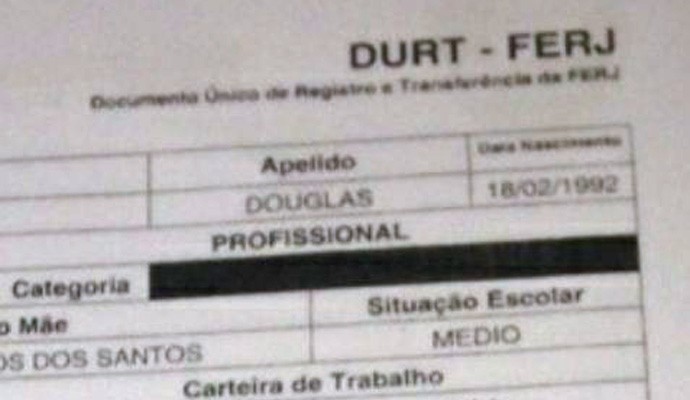 DURT - FERJ
Documento Único de Registro e Transferência da FERJ
Apelido
Data Nascimento
DOUGLAS
18/02/1992
PROFISSIONAL
Categoria
o Mãe
Situação Escolar
OS DOS SANTOS
MEDIO
Carteira de Trabalho